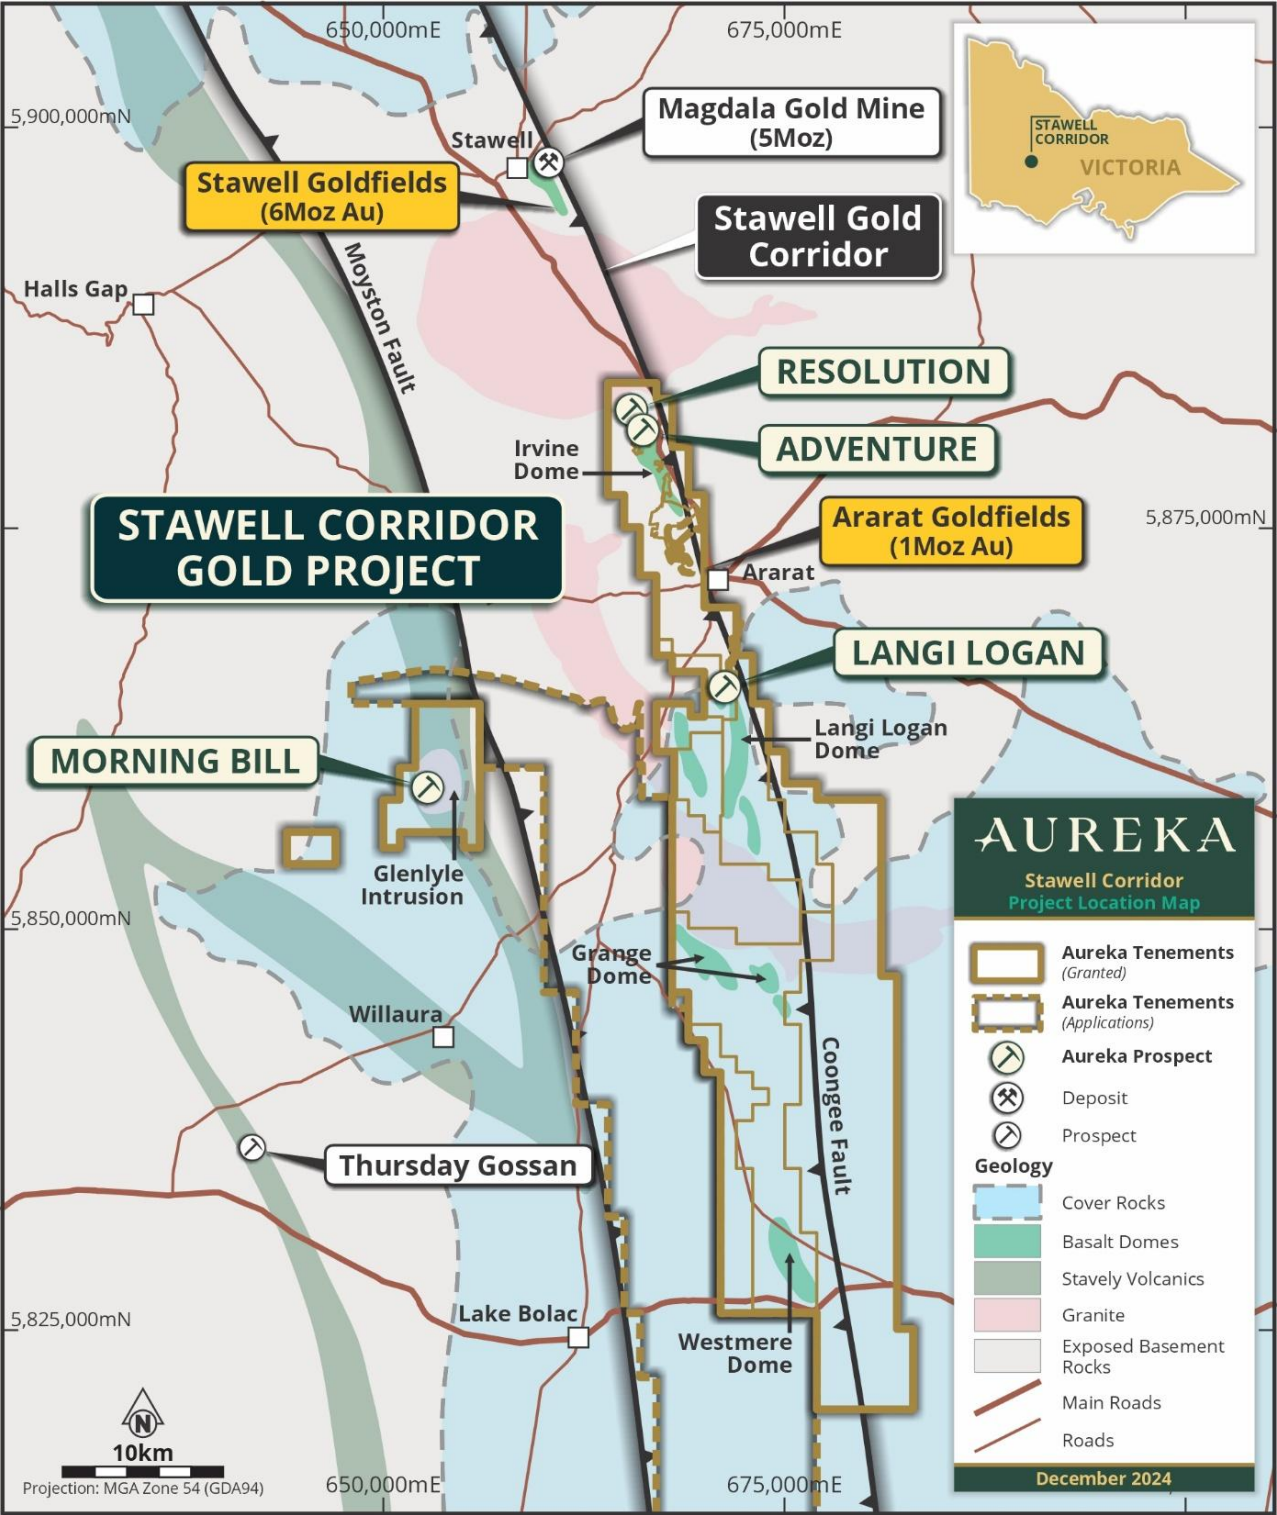 650,000mE
675,000mE
5,900,000mN
STAWELL
CORRIDOR
VICTORIA
Magdala Gold Mine
(5Moz)
Stawell
Stawell Goldfields
(6Moz Au)
Stawell Gold
Corridor
Moyston Fault
Halls Gap
RESOLUTION
ADVENTURE
Irvine
Dome
STAWELL CORRIDOR
GOLD PROJECT
Ararat Goldfields
(1Moz Au)
5,875,000mN
Ararat
LANGI LOGAN
Langi Logan
Dome
MORNING BILL
Glenlyle
Intrusion
5,850,000mN
Grange
Dome
Willaura
Coongee Fault
Thursday Gossan
Lake Bolac
5,825,000mN
Westmere
Dome
AUREKA
Stawell Corridor
Project Location Map
Aureka Tenements
(Granted)
Aureka Tenements
(Applications)
Aureka Prospect
Deposit
Prospect
Geology
Cover Rocks
Basalt Domes
Stavely Volcanics
Granite
Exposed Basement
Rocks
Main Roads
Roads
December 2024
N
10km
Projection: MGA Zone 54 (GDA94)
650,000mE
675,000mE